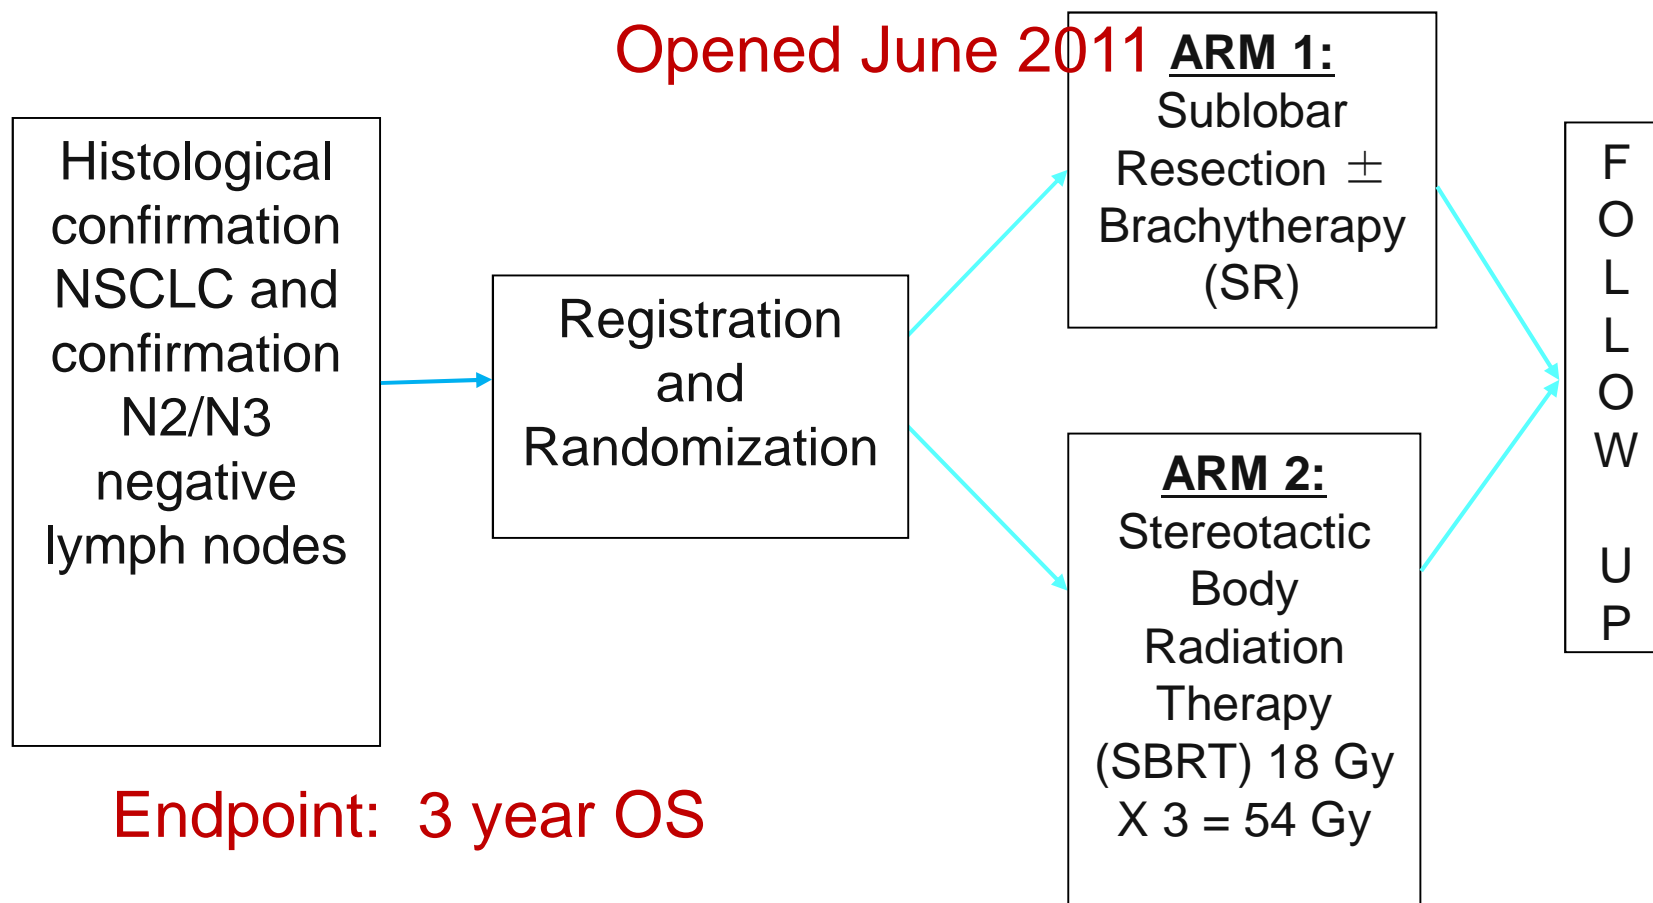 Opened June 2011
Histological
confirmation
NSCLC and
confirmation
N2/N3
negative
lymph nodes
Registration
and
Randomization
ARM 1:
Sublobar
Resection ±
Brachytherapy
(SR)
ARM 2:
Stereotactic
Body
Radiation
Therapy
(SBRT) 18 Gy
X 3 = 54 Gy
F
O
L
L
O
W
U
P
Endpoint: 3 year OS